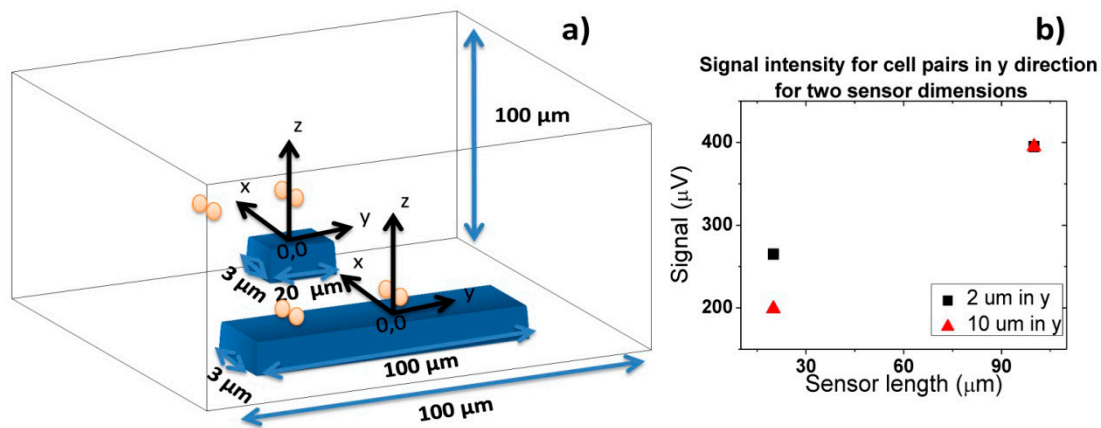 a)
100 μm
z
x
y
0,0
3 μm
20 μm
z
x
y
0,0
100 μm
3 μm
100 μm
b)
Signal intensity for cell pairs in y direction
for two sensor dimensions
Signal (μV)
400
300
200
2 um in y
10 um in y
30
60
90
Sensor length (μm)